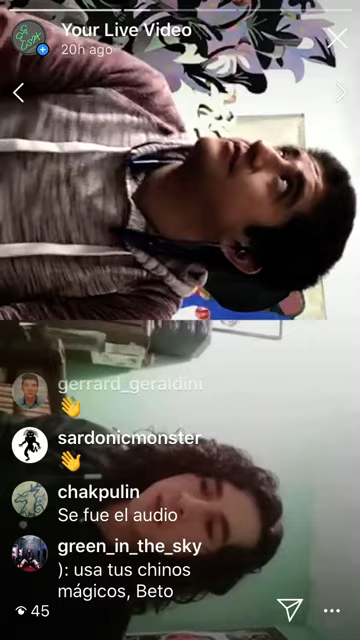 Your Live Video
20h ago
gerrard_geraldini
👋
sardonicmonster
👋
chakpulin
Se fue el audio
green_in_the_sky
): usa tus chinos
mágicos, Beto
45